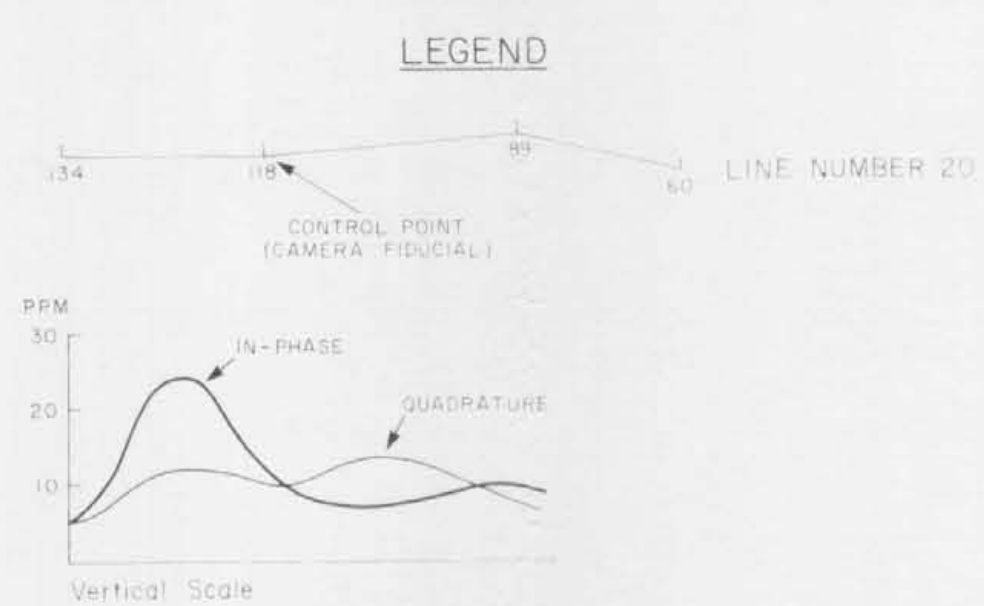 LEGEND
134 118 89 60 LINE NUMBER 20
CONTROL POINT
(CAMERA FIDUCIAL)
PPM
30
IN-PHASE
20
QUADRATURE
10
Vertical Scale